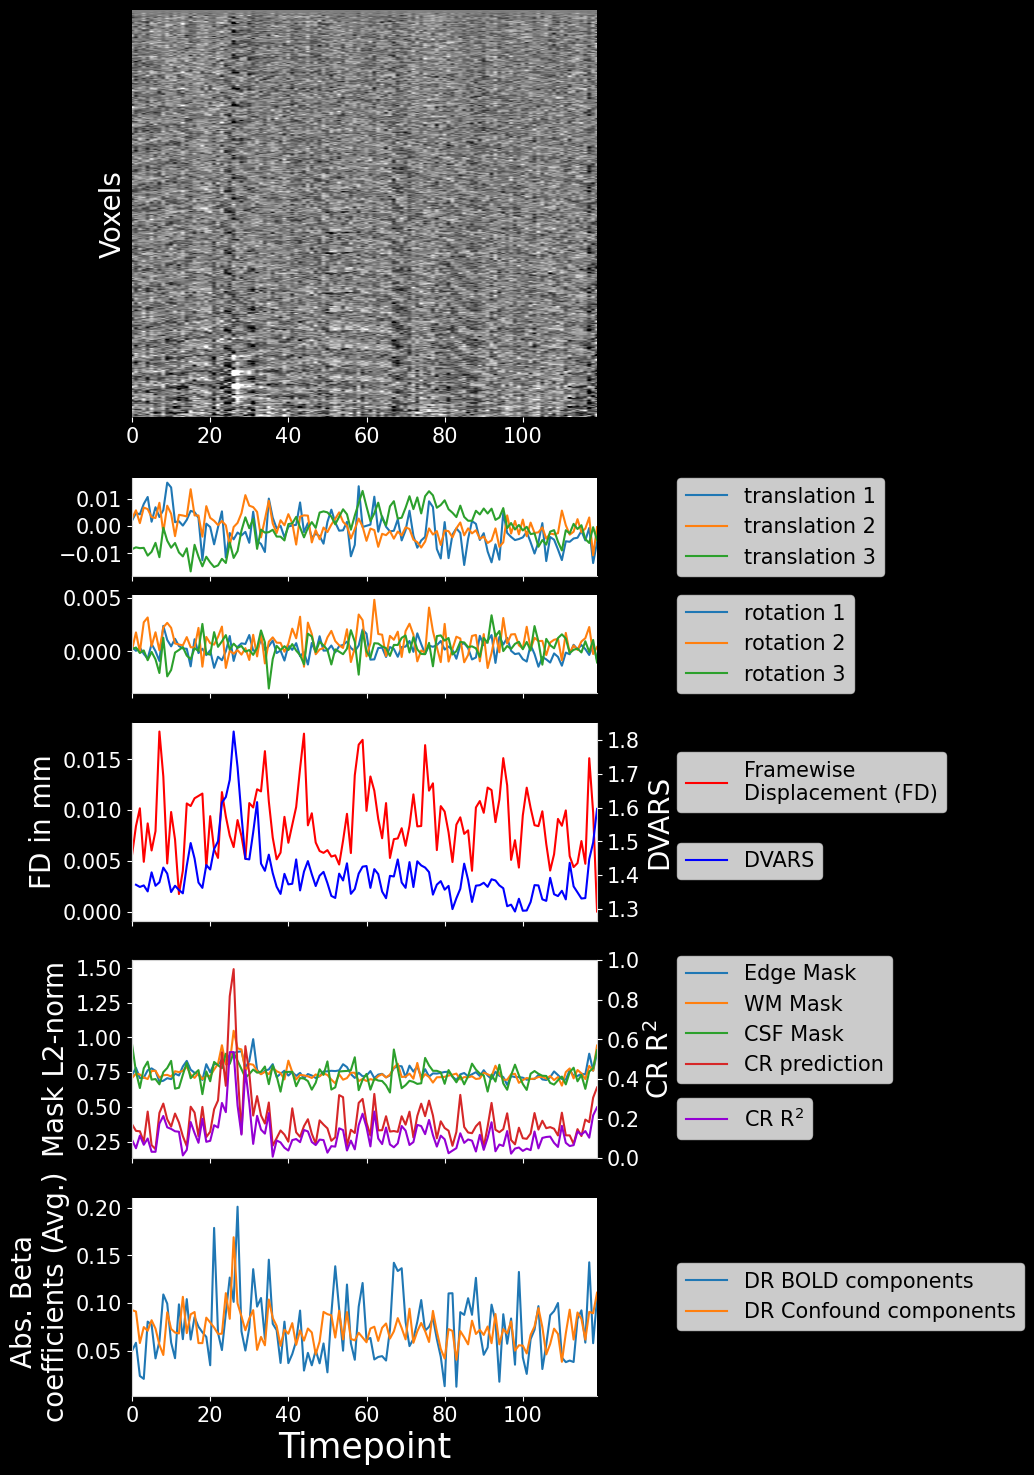 Voxels
0 20 40 60 80 100
0.01
0.00
−0.01
translation 1
translation 2
translation 3
0.005
0.000
rotation 1
rotation 2
rotation 3
FD in mm
0.015
0.010
0.005
0.000
1.8
1.7
1.6
1.5
1.4
1.3
DVARS
Framewise
Displacement (FD)
DVARS
Mask L2-norm
1.50
1.25
1.00
0.75
0.50
0.25
1.0
0.8
0.6
0.4
0.2
0.0
CR R²
Edge Mask
WM Mask
CSF Mask
CR prediction
CR R²
Abs. Beta
coefficients (Avg.)
0.20
0.15
0.10
0.05
DR BOLD components
DR Confound components
0 20 40 60 80 100
Timepoint